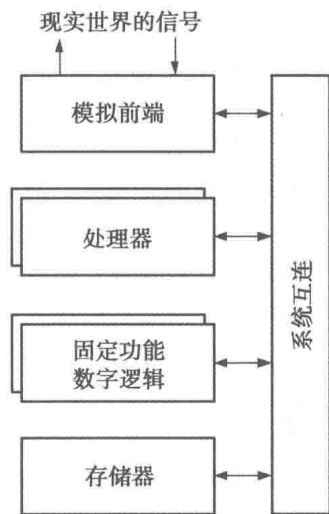 现实世界的信号
模拟前端
处理器
固定功能
数字逻辑
存储器
系统互连